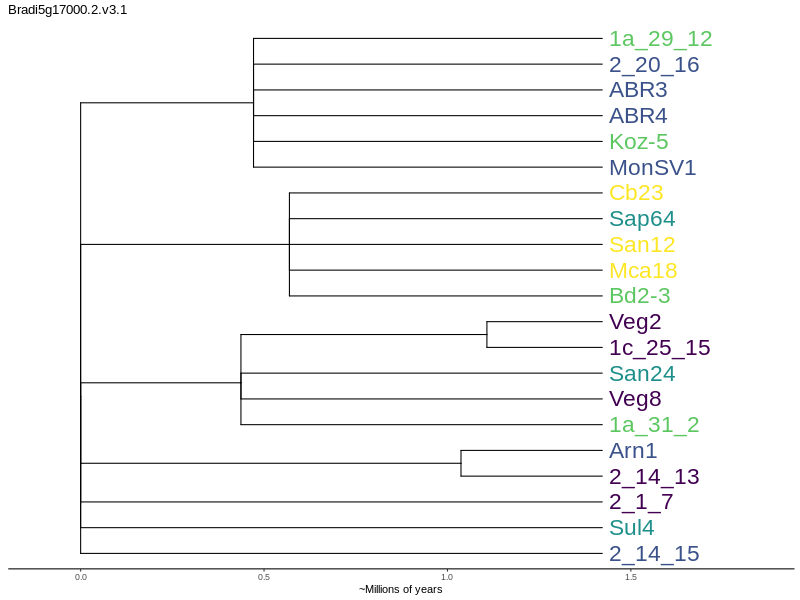 Bradi5g17000.2.v3.1
1a_29_12
2_20_16
ABR3
ABR4
Koz-5
MonSV1
Cb23
Sap64
San12
Mca18
Bd2-3
Veg2
1c_25_15
San24
Veg8
1a_31_2
Arn1
2_14_13
2_1_7
Sul4
2_14_15
0.0 0.5 1.0 1.5
~Millions of years